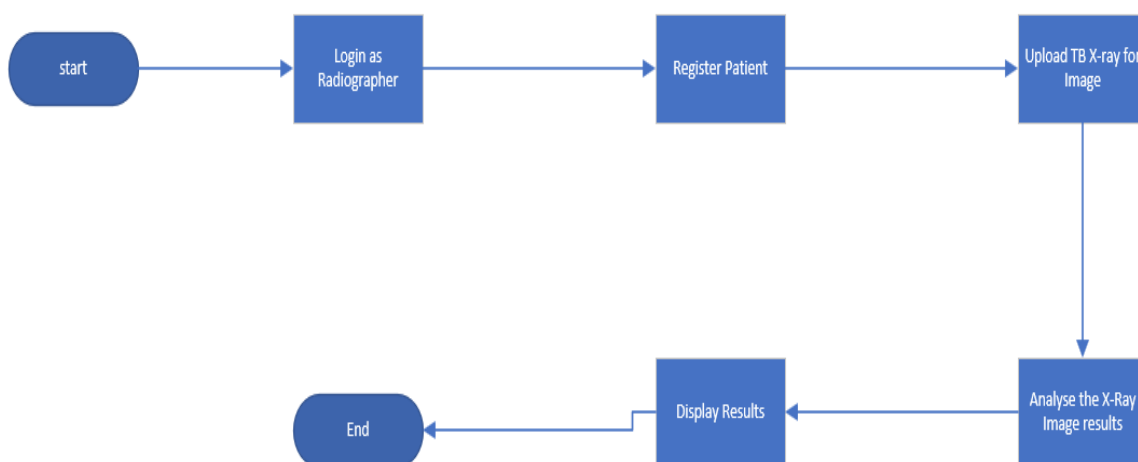 start
Login as
Radiographer
Register Patient
Upload TB X-ray for
Image
Analyse the X-Ray
Image results
Display Results
End